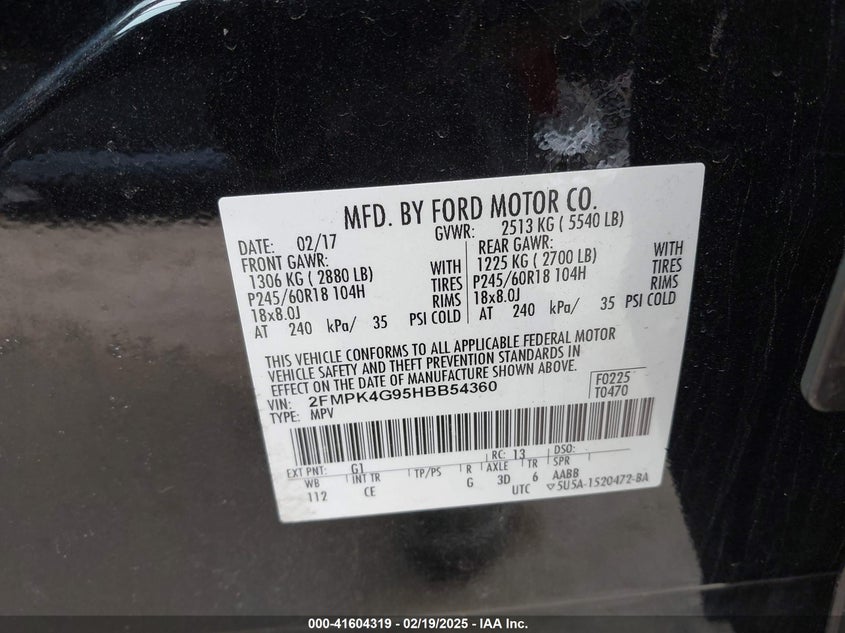 MFD. BY FORD MOTOR CO.
DATE: 02/17
GVWR: 2513 KG ( 5540 LB)
FRONT GAWR:
1306 KG ( 2880 LB) WITH
P245/60R18 104H TIRES
18x8.0J RIMS
AT 240 kPa/ 35 PSI COLD
REAR GAWR:
1225 KG ( 2700 LB) WITH
P245/60R18 104H TIRES
18x8.0J RIMS
AT 240 kPa/ 35 PSI COLD
THIS VEHICLE CONFORMS TO ALL APPLICABLE FEDERAL MOTOR
VEHICLE SAFETY AND THEFT PREVENTION STANDARDS IN
EFFECT ON THE DATE OF MANUFACTURE SHOWN ABOVE.
VIN: 2FMPK4G95HBB54360
TYPE: MPV
F0225
T0470
EXT PNT: G1 RC: 13 DSO:
WB INT TR TP/PS R AXLE TR SPR
112 CE G 3D 6 AABB
UTC ▽5U5A-1520472-BA
000-41604319 - 02/19/2025 - IAA Inc.